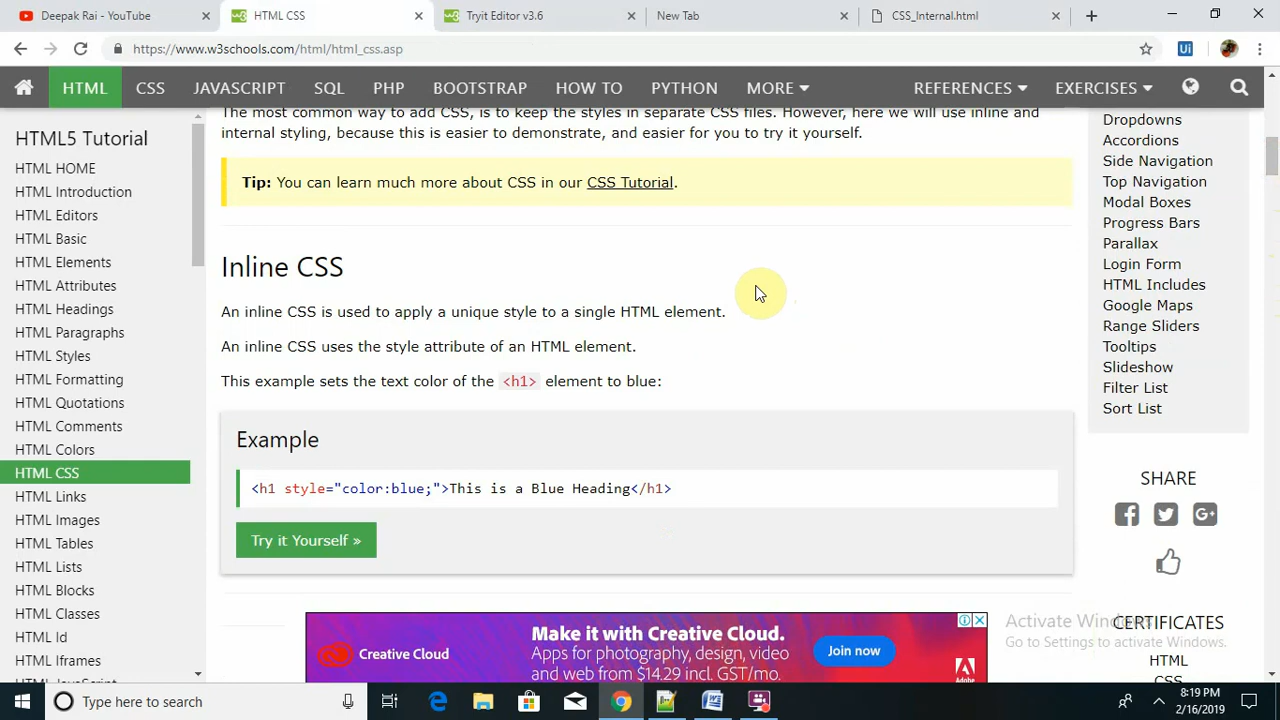 Deepak Rai - YouTube
HTML CSS
Tryit Editor v3.6
New Tab
CSS_Internal.html
https://www.w3schools.com/html/html_css.asp
HTML CSS JAVASCRIPT SQL PHP BOOTSTRAP HOW TO PYTHON MORE REFERENCES EXERCISES
HTML5 Tutorial
HTML HOME
HTML Introduction
HTML Editors
HTML Basic
HTML Elements
HTML Attributes
HTML Headings
HTML Paragraphs
HTML Styles
HTML Formatting
HTML Quotations
HTML Comments
HTML Colors
HTML CSS
HTML Links
HTML Images
HTML Tables
HTML Lists
HTML Blocks
HTML Classes
HTML Id
HTML Iframes
HTML JavaScript
The most common way to add CSS, is to keep the styles in separate CSS files. However, here we will use inline and
internal styling, because this is easier to demonstrate, and easier for you to try it yourself.
Tip: You can learn much more about CSS in our CSS Tutorial.
Inline CSS
An inline CSS is used to apply a unique style to a single HTML element.
An inline CSS uses the style attribute of an HTML element.
This example sets the text color of the <h1> element to blue:
Example
<h1 style="color:blue;">This is a Blue Heading</h1>
Try it Yourself »
Creative Cloud
Make it with Creative Cloud.
Apps for photography, design, video
and web from $14.29 incl. GST/mo.
Join now
Adobe
Dropdowns
Accordions
Side Navigation
Top Navigation
Modal Boxes
Progress Bars
Parallax
Login Form
HTML Includes
Google Maps
Range Sliders
Tooltips
Slideshow
Filter List
Sort List
SHARE
CERTIFICATES
HTML
CSS
Activate Windows
Go to Settings to activate Windows.
Type here to search
8:19 PM
2/16/2019